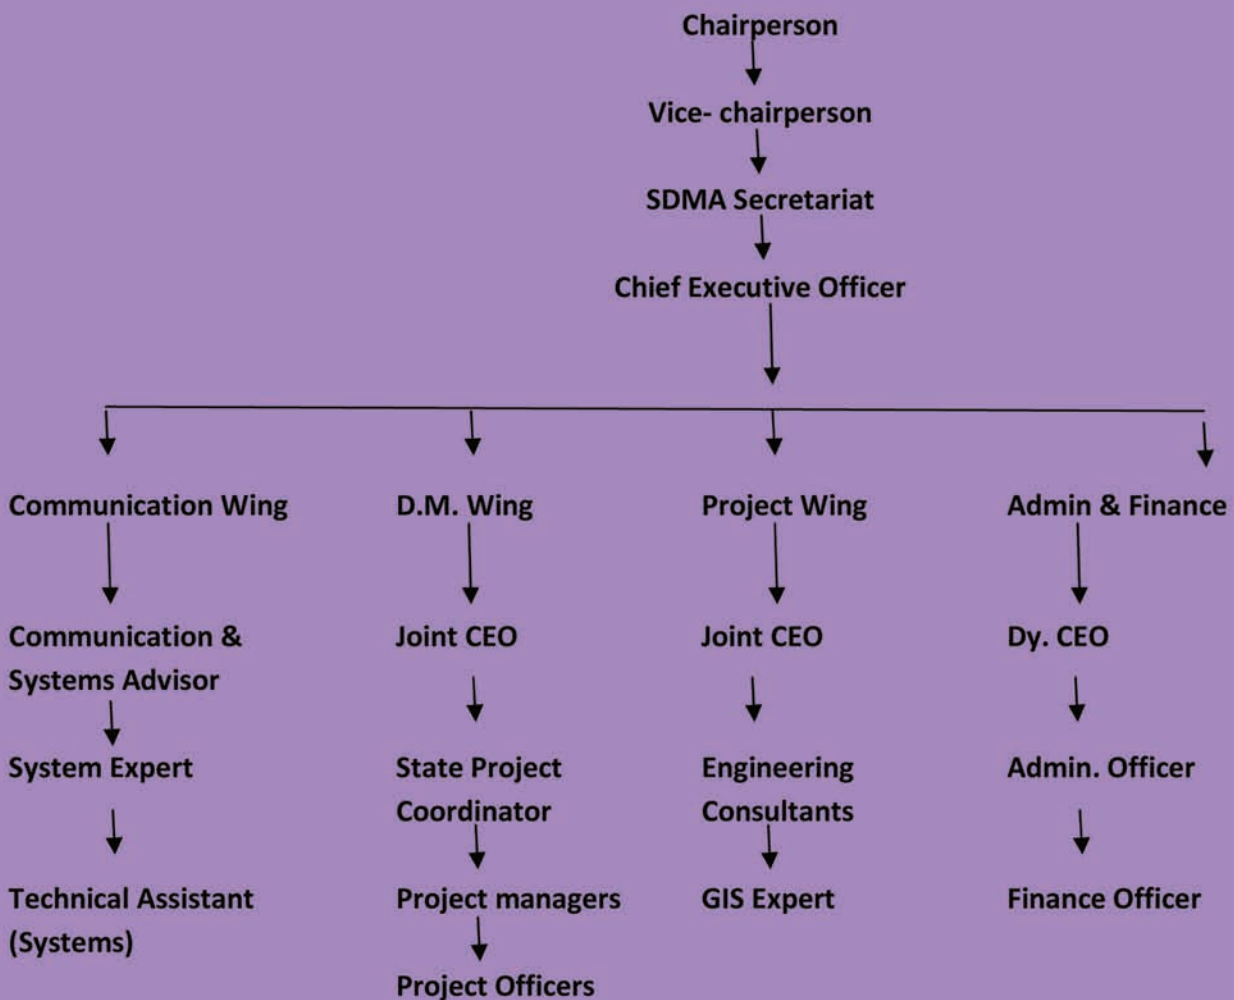 Chairperson
Vice- chairperson
SDMA Secretariat
Chief Executive Officer
Communication Wing
D.M. Wing
Project Wing
Admin & Finance
Communication &
Systems Advisor
Joint CEO
Joint CEO
Dy. CEO
System Expert
State Project
Coordinator
Engineering
Consultants
Admin. Officer
Technical Assistant
(Systems)
Project managers
GIS Expert
Finance Officer
Project Officers